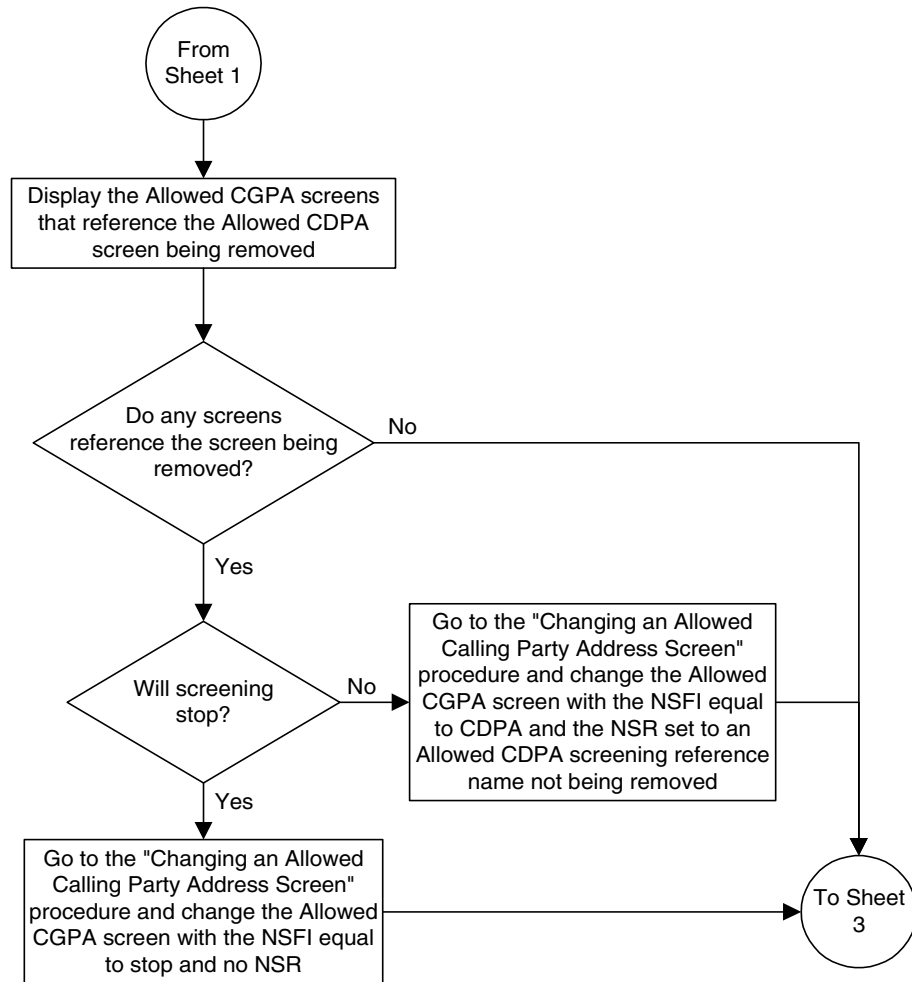 From
Sheet 1
Display the Allowed CGPA screens
that reference the Allowed CDPA
screen being removed
Do any screens
reference the screen being
removed?
No
Yes
Will screening
stop?
No
Go to the "Changing an Allowed
Calling Party Address Screen"
procedure and change the Allowed
CGPA screen with the NSFI equal
to CDPA and the NSR set to an
Allowed CDPA screening reference
name not being removed
Yes
Go to the "Changing an Allowed
Calling Party Address Screen"
procedure and change the Allowed
CGPA screen with the NSFI equal
to stop and no NSR
To Sheet
3